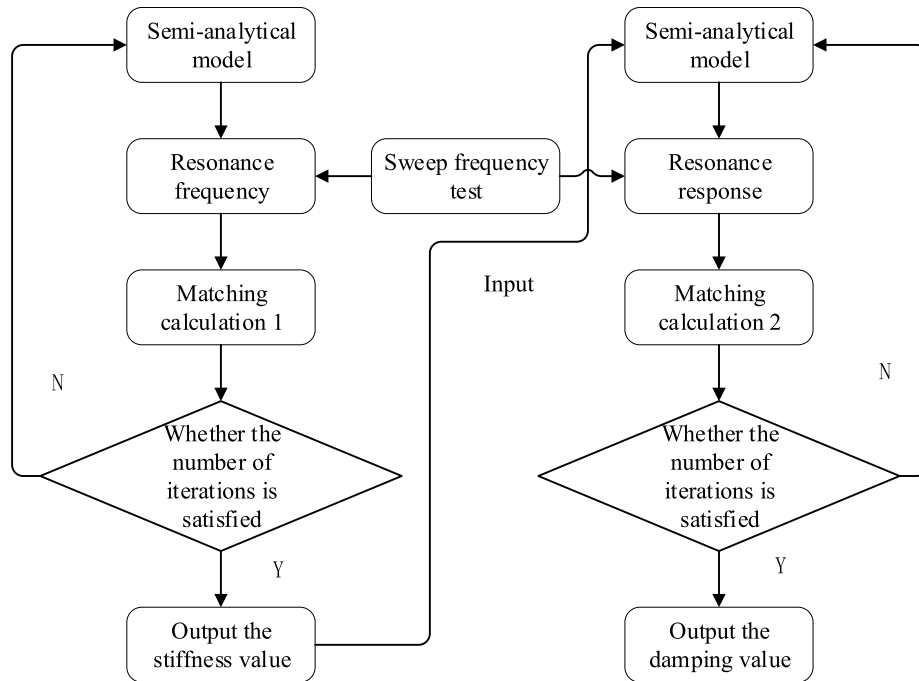 Semi-analytical
model
Resonance
frequency
Matching
calculation 1
N
Whether the
number of
iterations is
satisfied
Y
Output the
stiffness value
Sweep frequency
test
Input
Semi-analytical
model
Resonance
response
Matching
calculation 2
N
Whether the
number of
iterations is
satisfied
Y
Output the
damping value